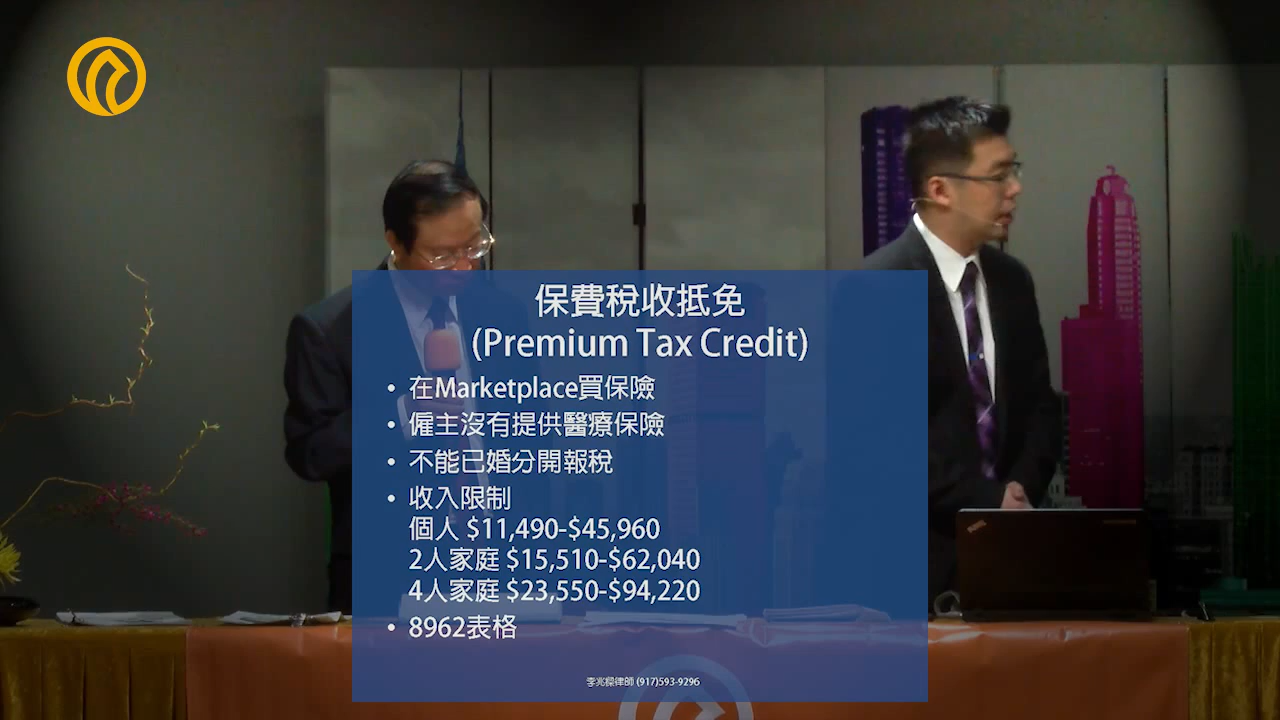 保費稅收抵免
(Premium Tax Credit)
• 在Marketplace買保險
• 僱主沒有提供醫療保險
• 不能已婚分開報稅
• 收入限制
個人 $11,490-$45,960
2人家庭 $15,510-$62,040
4人家庭 $23,550-$94,220
• 8962表格
李兆樑律師 (917)593-9296